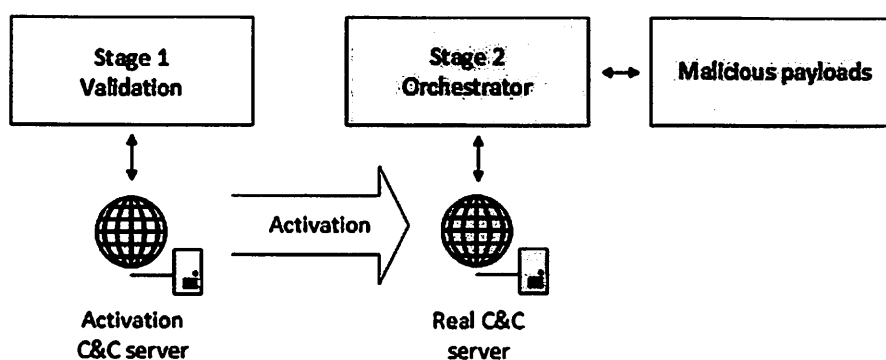 Stage 1
Validation
Stage 2
Orchestrator
Malicious payloads
Activation
Activation
C&C server
Real C&C
server